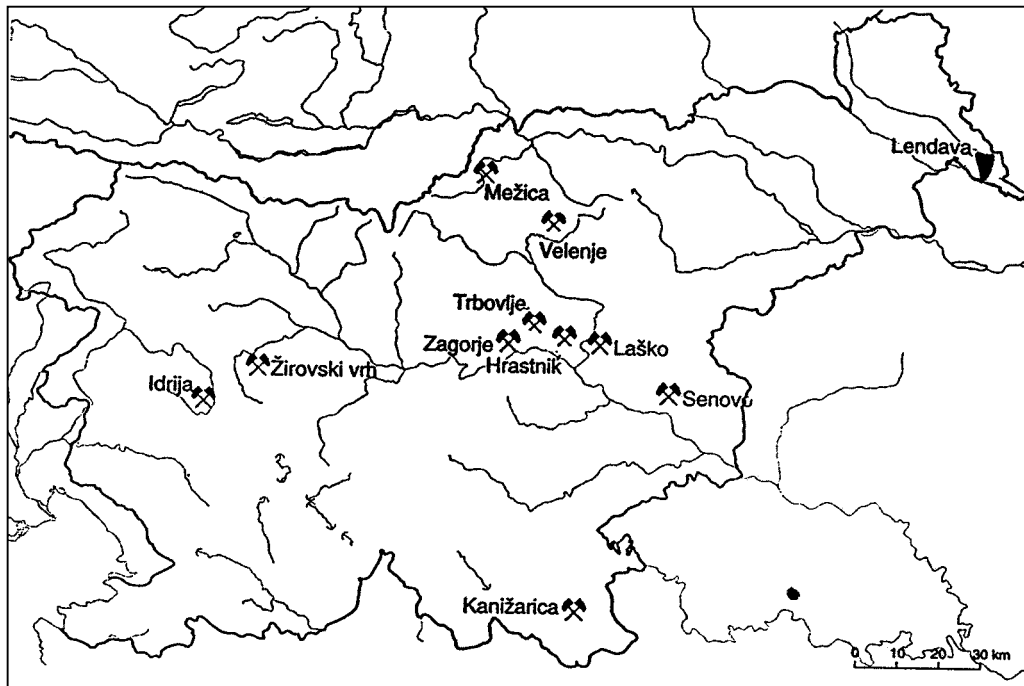 Lendava
Mežica
Velenje
Trbovlje
Zagorje
Hrastnik
Laško
Žirovski vrh
Idrija
Senovo
Kanižarica
0 10 20 30 km